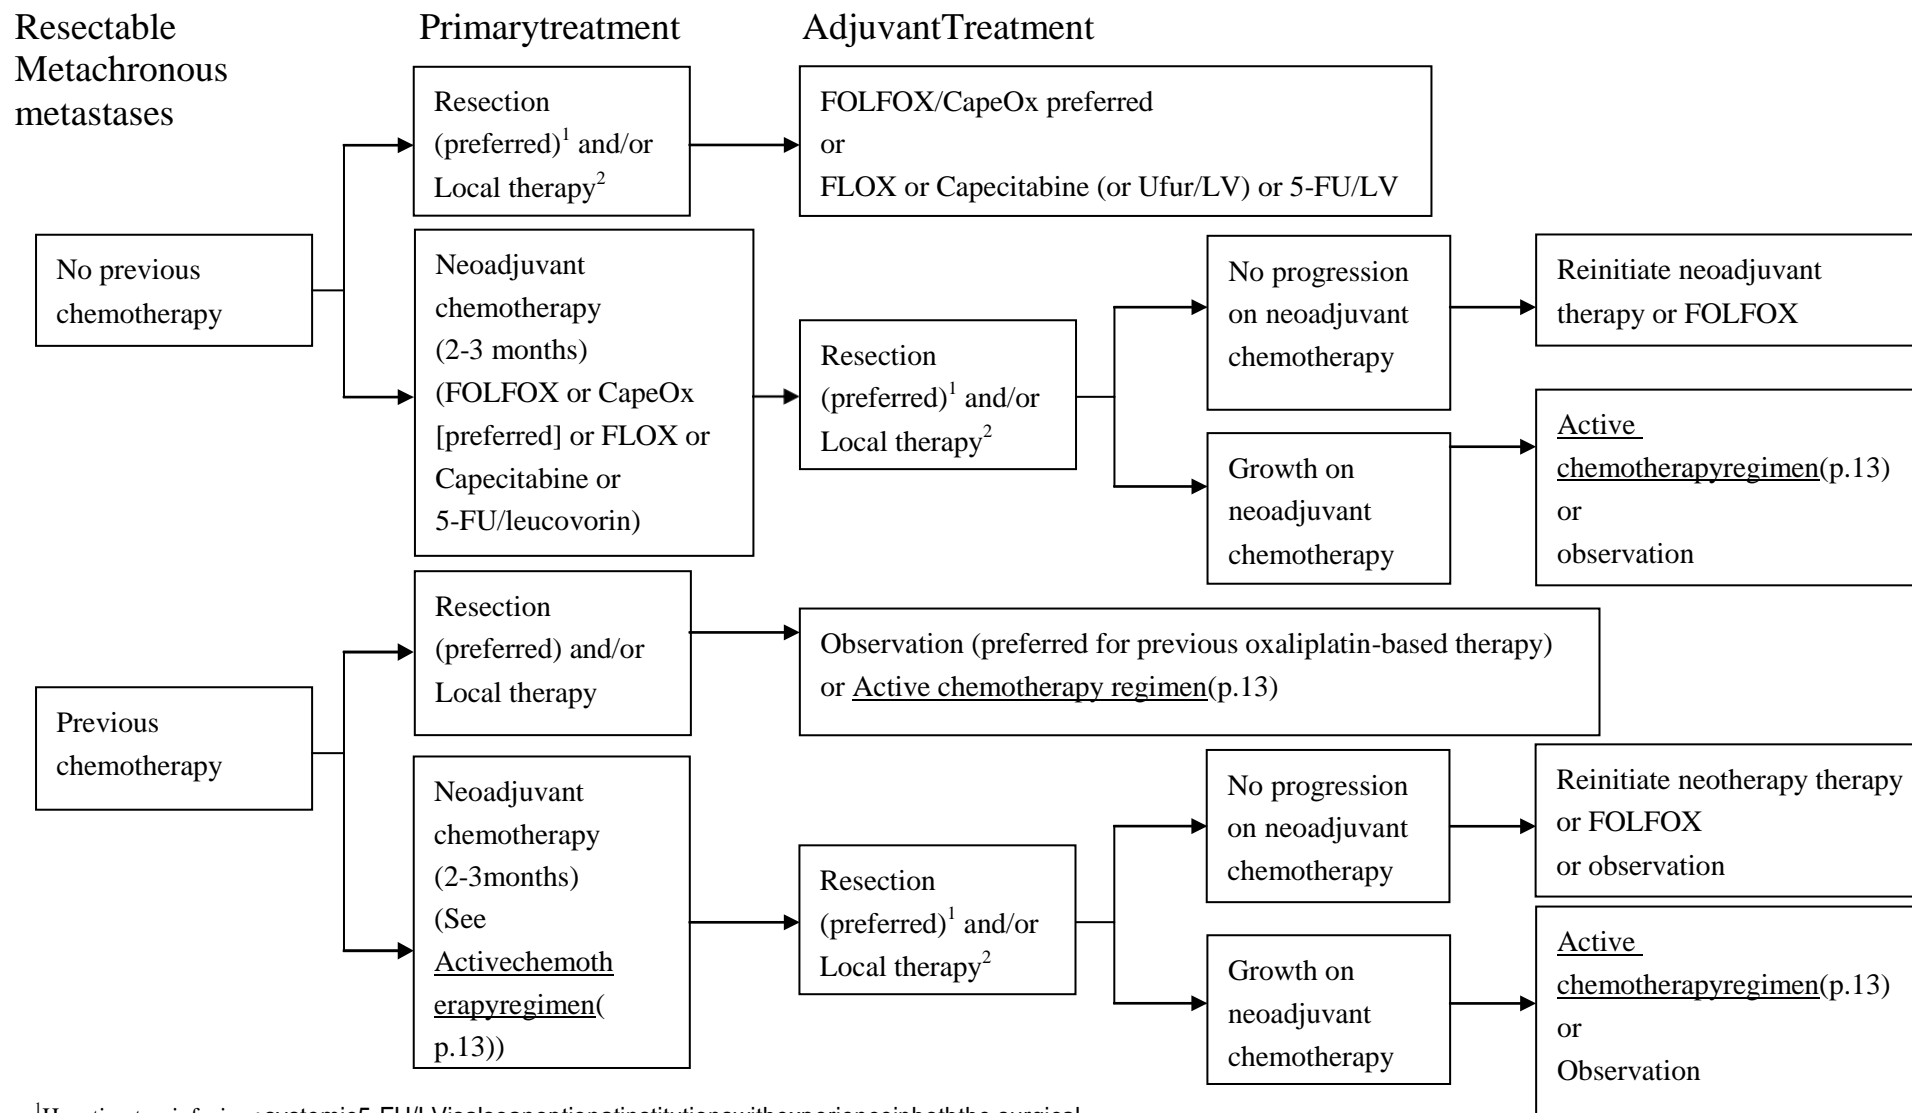 Resectable
Metachronous
metastases
Primarytreatment
AdjuvantTreatment
No previous
chemotherapy
Resection
(preferred)1 and/or
Local therapy2
FOLFOX/CapeOx preferred
or
FLOX or Capecitabine (or Ufur/LV) or 5-FU/LV
Neoadjuvant
chemotherapy
(2-3 months)
(FOLFOX or CapeOx
[preferred] or FLOX or
Capecitabine or
5-FU/leucovorin)
Resection
(preferred)1 and/or
Local therapy2
No progression
on neoadjuvant
chemotherapy
Reinitiate neoadjuvant
therapy or FOLFOX
Growth on
neoadjuvant
chemotherapy
Active
chemotherapyregimen(p.13)
or
observation
Previous
chemotherapy
Resection
(preferred) and/or
Local therapy
Observation (preferred for previous oxaliplatin-based therapy)
or Active chemotherapy regimen(p.13)
Neoadjuvant
chemotherapy
(2-3months)
(See
Activechemoth
erapyregimen(
p.13))
Resection
(preferred)1 and/or
Local therapy2
No progression
on neoadjuvant
chemotherapy
Reinitiate neotherapy therapy
or FOLFOX
or observation
Growth on
neoadjuvant
chemotherapy
Active
chemotherapyregimen(p.13)
or
Observation